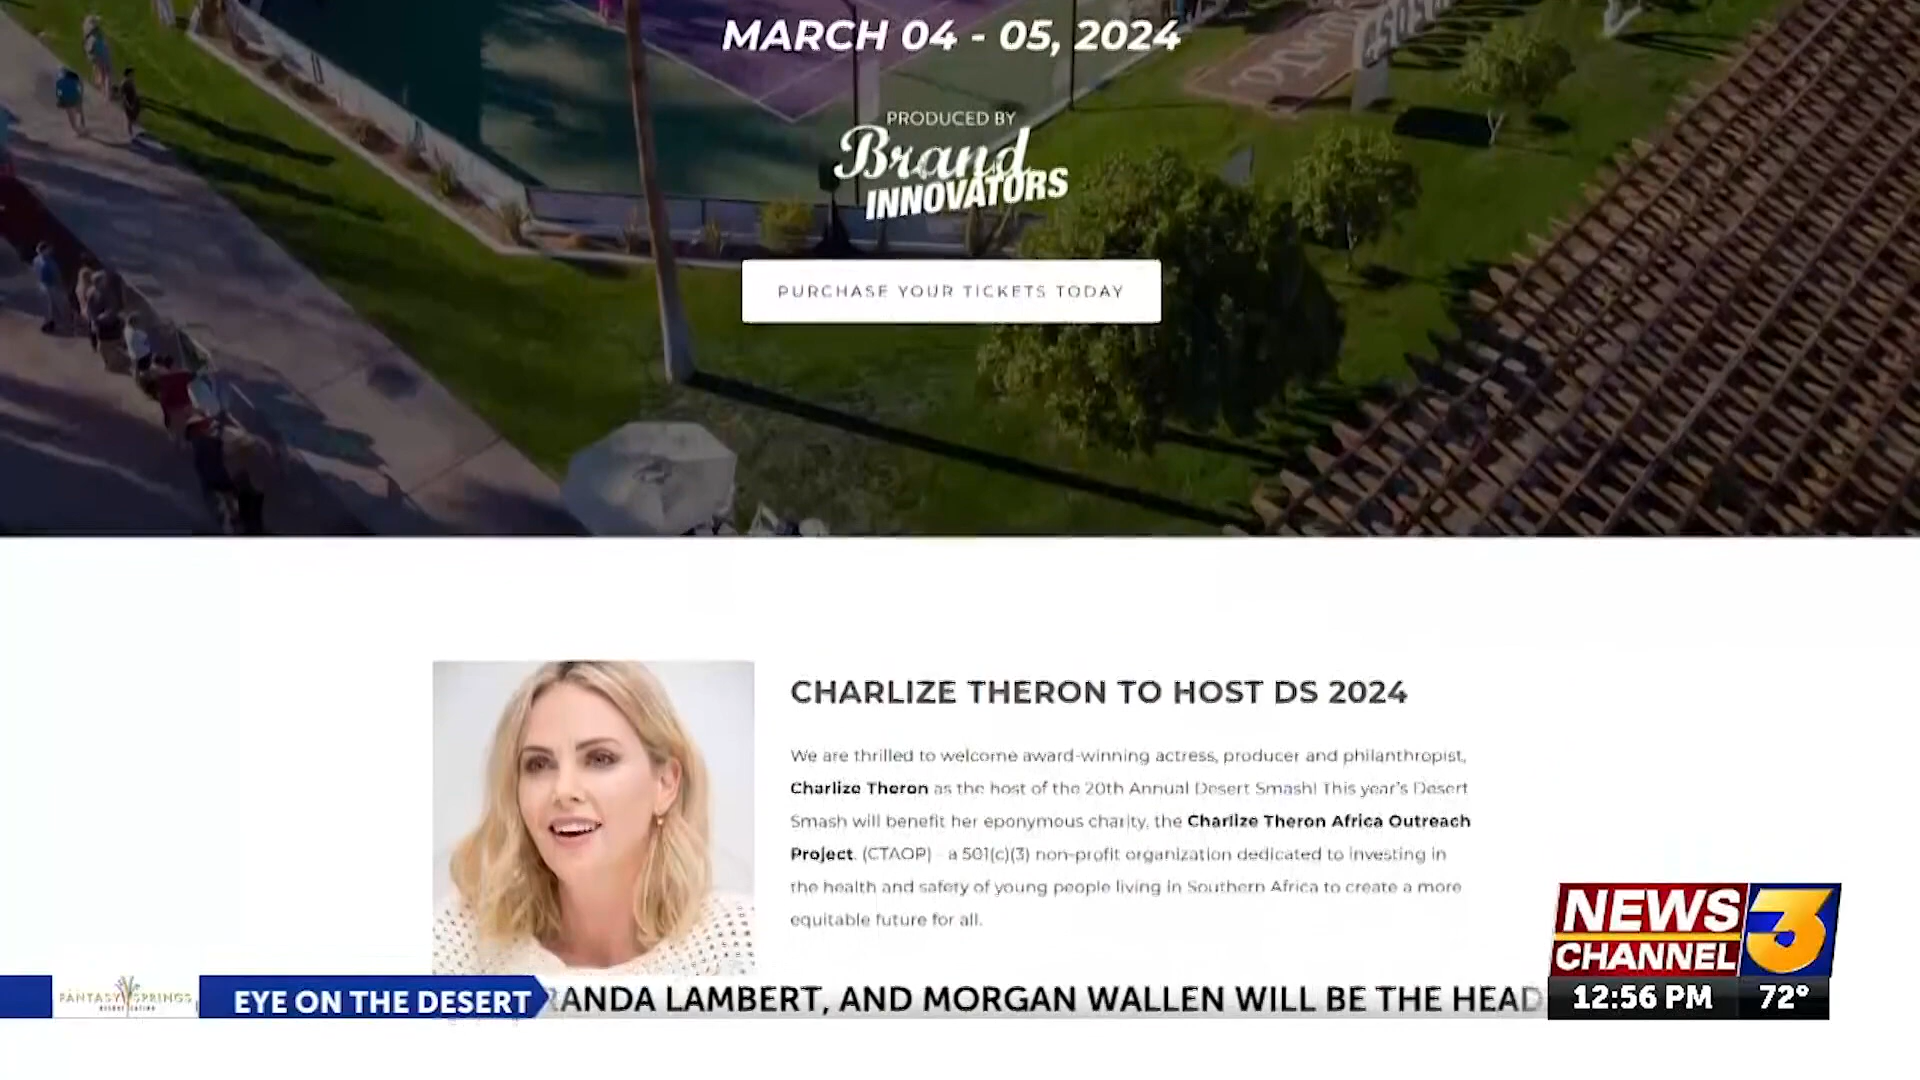 MARCH 04 - 05, 2024
PRODUCED BY
Brand
INNOVATORS
PURCHASE YOUR TICKETS TODAY
CHARLIZE THERON TO HOST DS 2024
We are thrilled to welcome award-winning actress, producer and philanthropist,
Charlize Theron as the host of the 20th Annual Desert Smash! This year's Desert
Smash will benefit her eponymous charity, the Charlize Theron Africa Outreach
Project. (CTAOP) - a 501(c)(3) non-profit organization dedicated to investing in
the health and safety of young people living in Southern Africa to create a more
equitable future for all.
NEWS
CHANNEL 3
12:56 PM 72°
FANTASY SPRINGS
EYE ON THE DESERT
RANDA LAMBERT, AND MORGAN WALLEN WILL BE THE HEAD